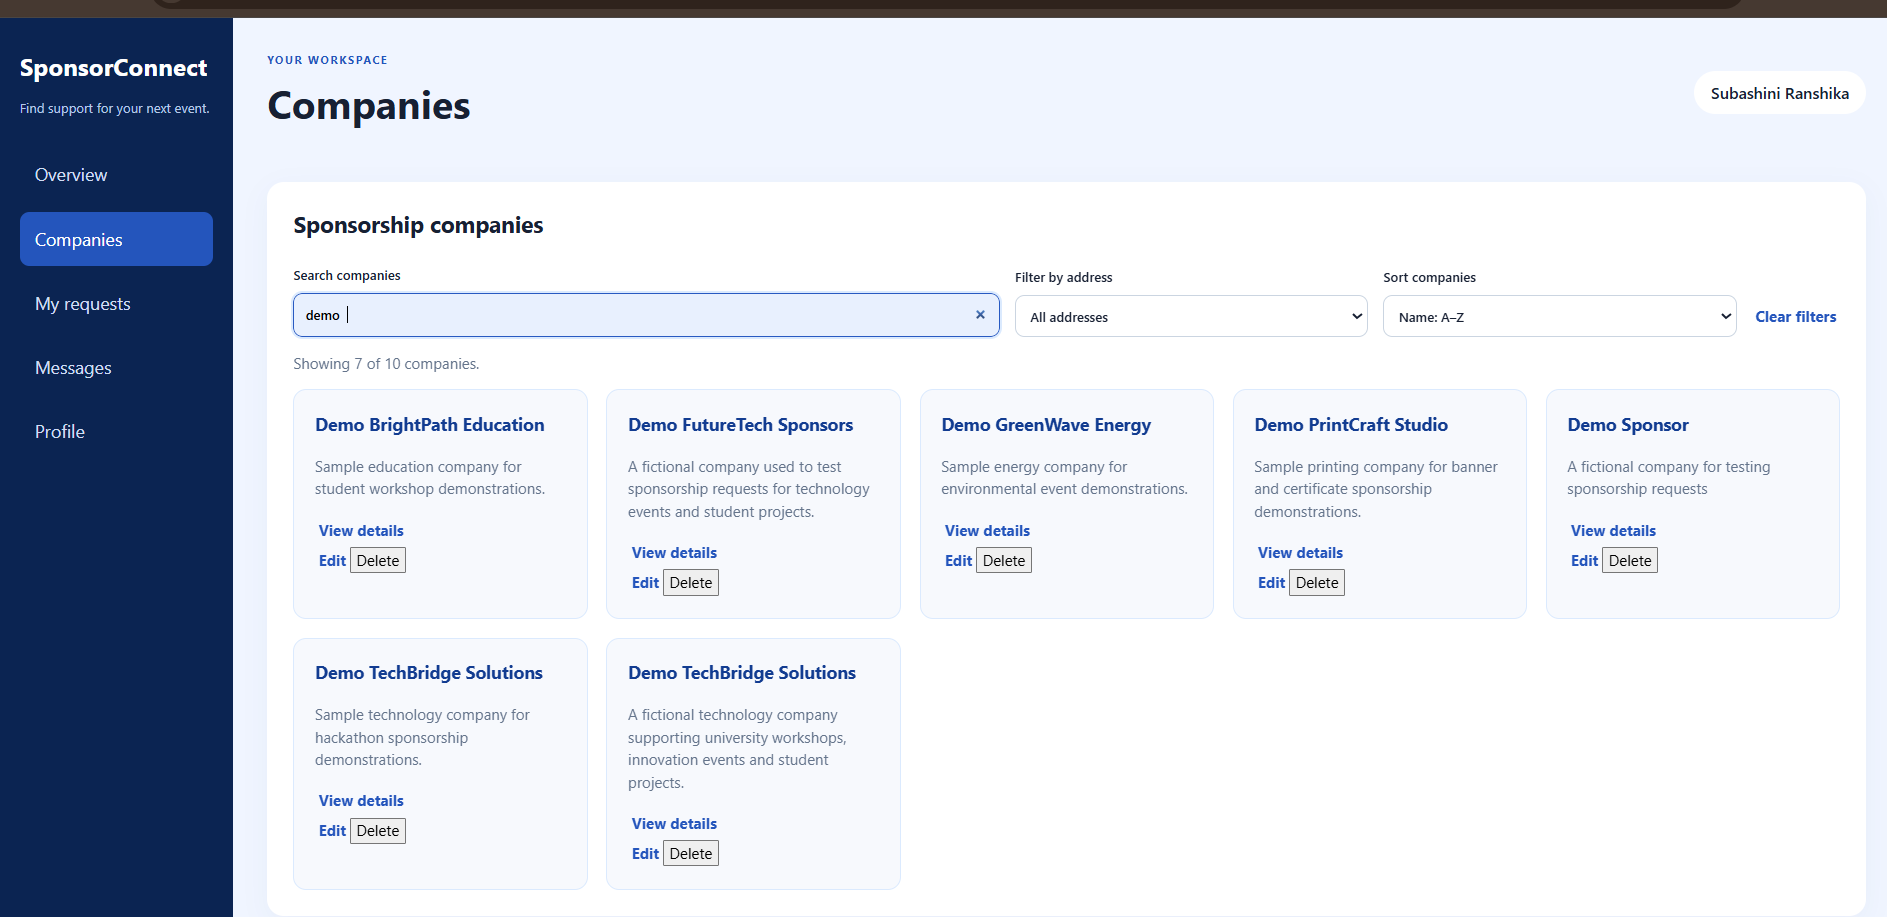 SponsorConnect
Find support for your next event.
Overview
Companies
My requests
Messages
Profile
YOUR WORKSPACE
Companies
Subashini Ranshika
Sponsorship companies
Search companies
demo
×
Filter by address
All addresses
Sort companies
Name: A–Z
Clear filters
Showing 7 of 10 companies.
Demo BrightPath Education
Sample education company for
student workshop demonstrations.
View details
Edit Delete
Demo FutureTech Sponsors
A fictional company used to test
sponsorship requests for technology
events and student projects.
View details
Edit Delete
Demo GreenWave Energy
Sample energy company for
environmental event demonstrations.
View details
Edit Delete
Demo PrintCraft Studio
Sample printing company for banner
and certificate sponsorship
demonstrations.
View details
Edit Delete
Demo Sponsor
A fictional company for testing
sponsorship requests
View details
Edit Delete
Demo TechBridge Solutions
Sample technology company for
hackathon sponsorship
demonstrations.
View details
Edit Delete
Demo TechBridge Solutions
A fictional technology company
supporting university workshops,
innovation events and student
projects.
View details
Edit Delete